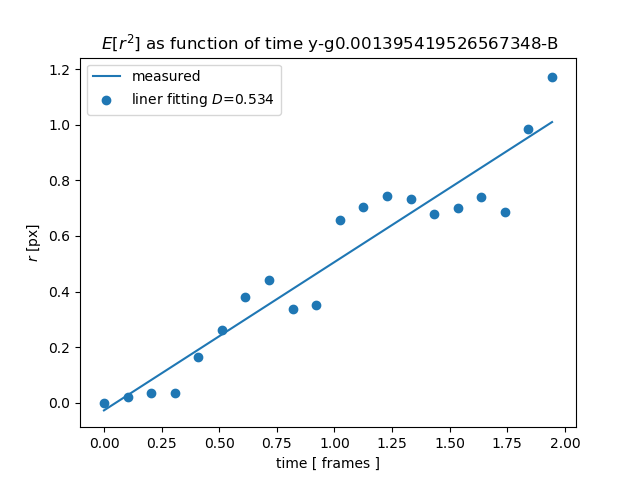 E[r²] as function of time y-g0.001395419526567348-B
measured
liner fitting D=0.534
1.2
1.0
0.8
0.6
0.4
0.2
0.0
r [px]
0.00 0.25 0.50 0.75 1.00 1.25 1.50 1.75 2.00
time [ frames ]